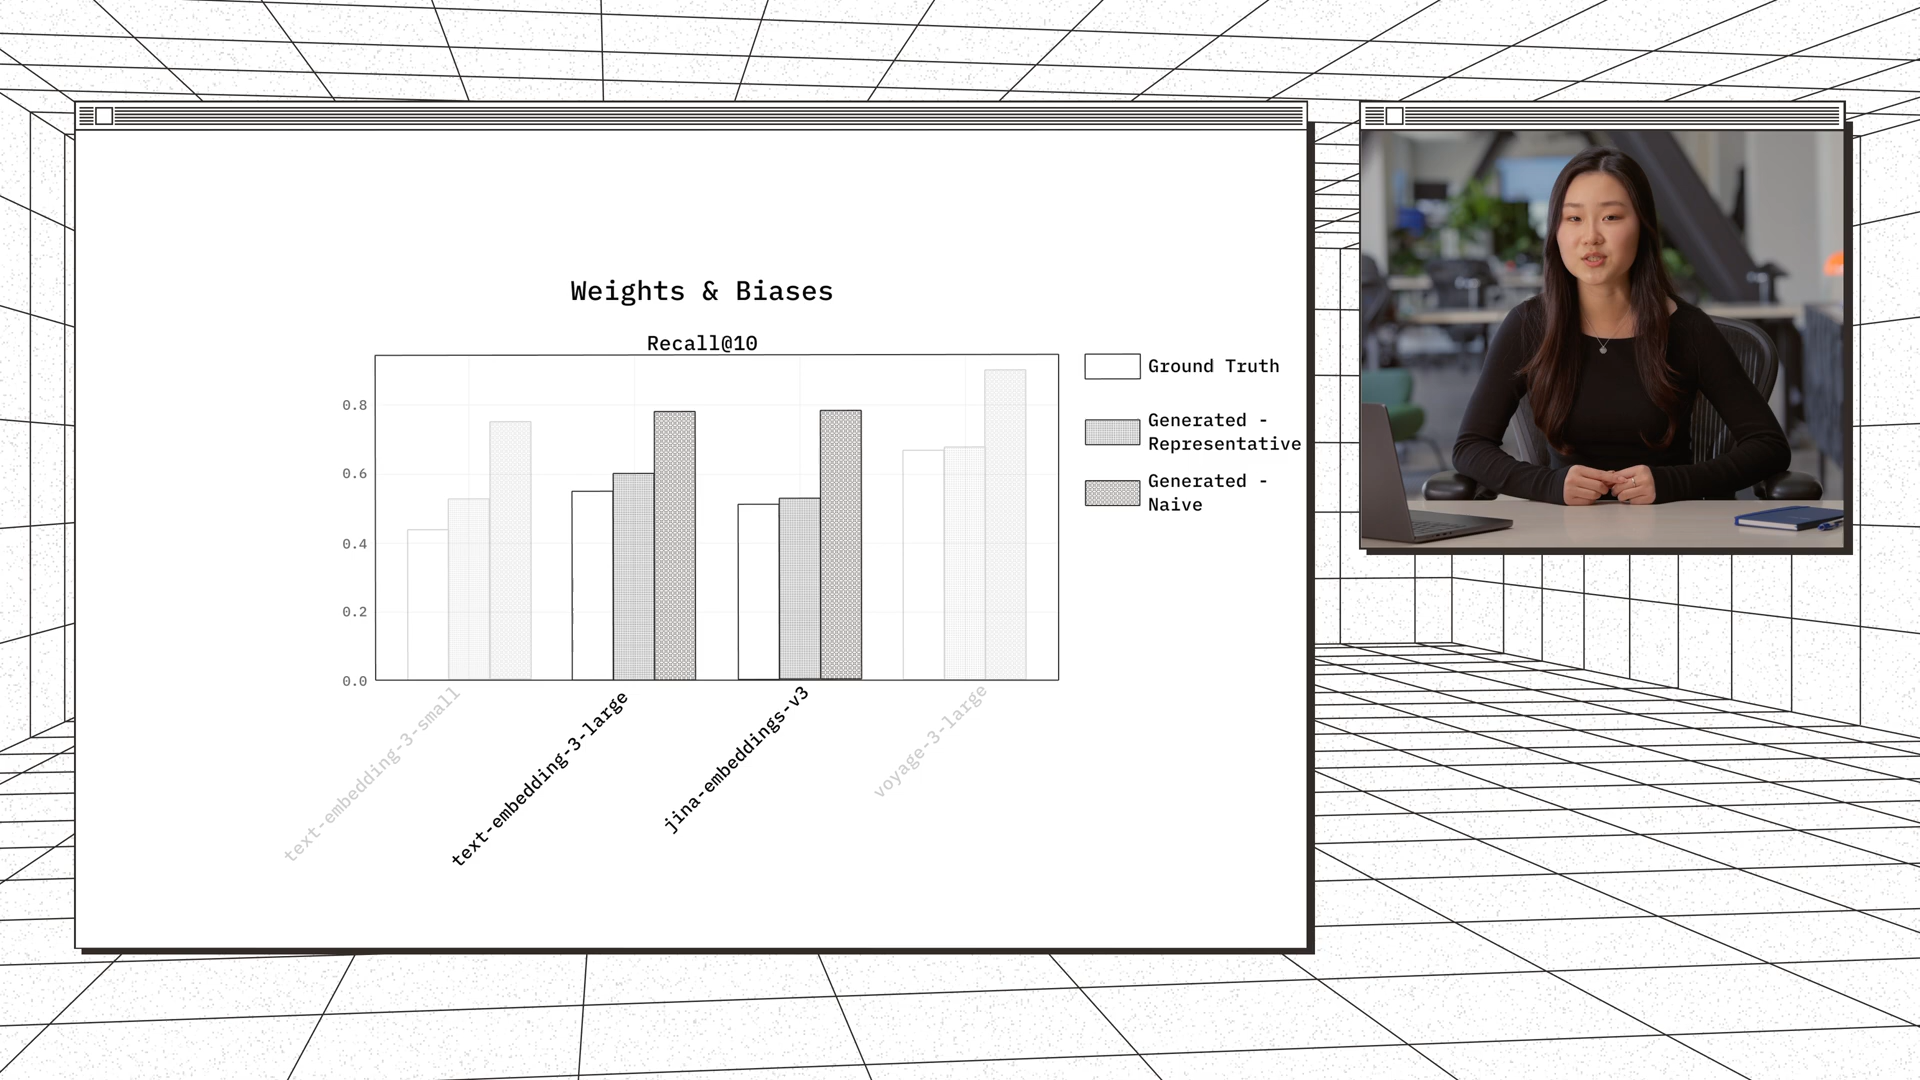 Weights & Biases
Recall@10
0.8
0.6
0.4
0.2
0.0
text-embedding-3-small
text-embedding-3-large
jina-embeddings-v3
voyage-3-large
Ground Truth
Generated -
Representative
Generated -
Naive